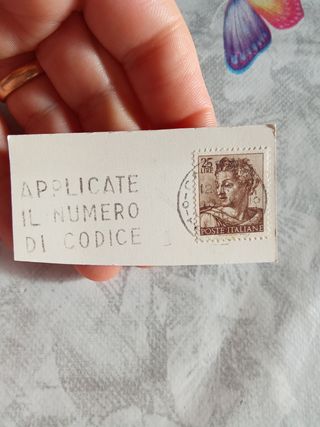 APPLICATE
IL NUMERO
DI CODICE
25
LIRE
POSTE ITALIANE